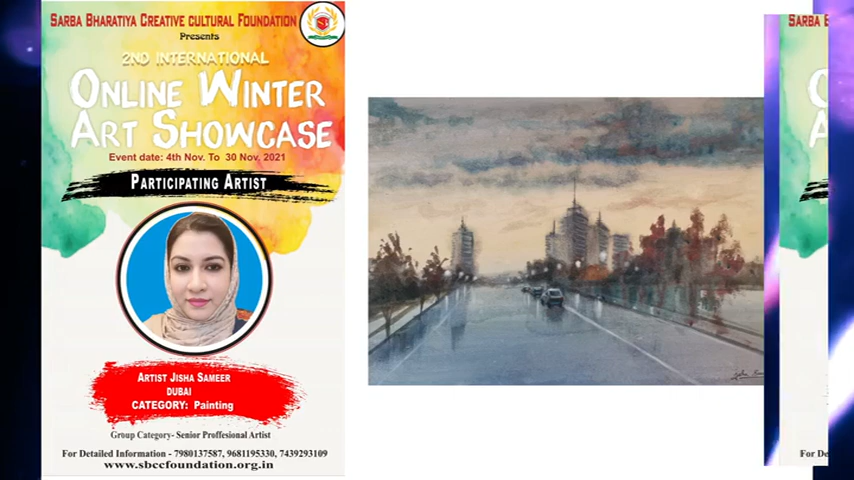 SARBA BHARATIYA CREATIVE CULTURAL FOUNDATION
Presents
2ND INTERNATIONAL
ONLINE WINTER
ART SHOWCASE
Event date: 4th Nov. To 30 Nov. 2021
PARTICIPATING ARTIST
ARTIST JISHA SAMEER
DUBAI
CATEGORY: Painting
Group Category- Senior Proffesional Artist
For Detailed Information - 7980137587, 9681195330, 7439293109
www.sbccfoundation.org.in
SARBA B
O
A
For De